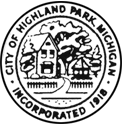 CITY OF HIGHLAND PARK, MICHIGAN
· INCORPORATED 1918 ·